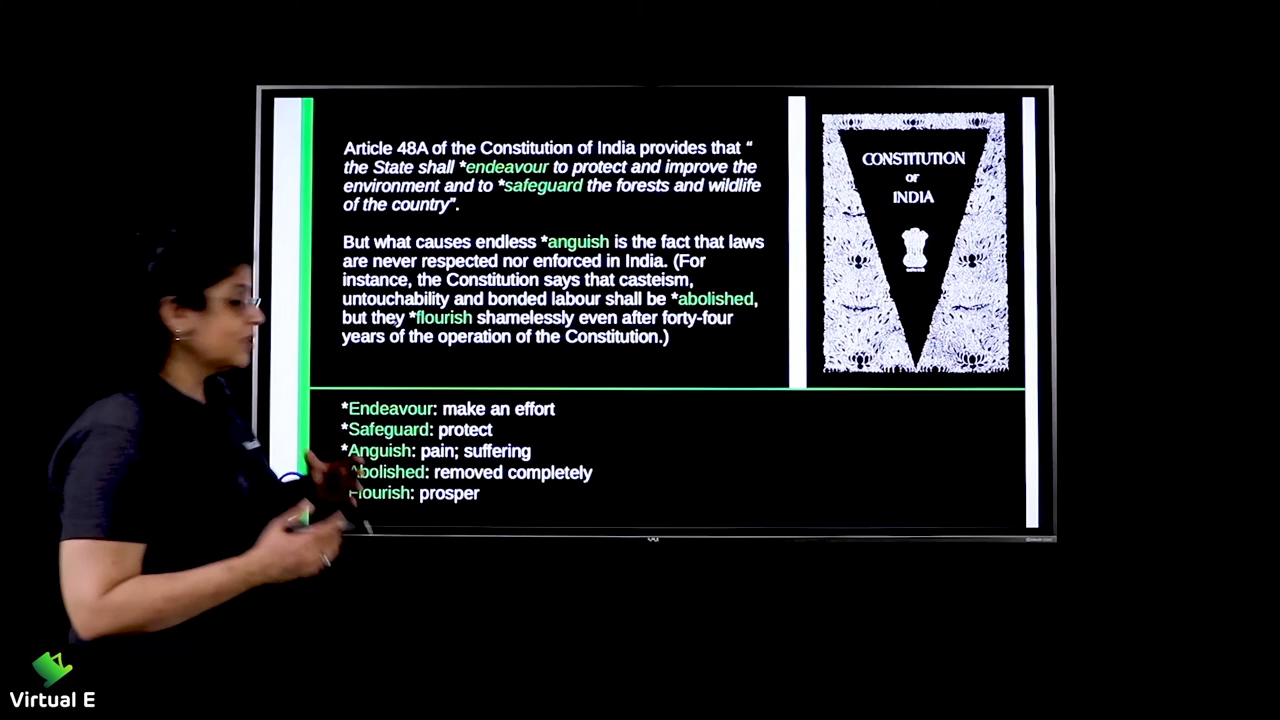 Article 48A of the Constitution of India provides that “
the State shall *endeavour to protect and improve the
environment and to *safeguard the forests and wildlife
of the country”.
But what causes endless *anguish is the fact that laws
are never respected nor enforced in India. (For
instance, the Constitution says that casteism,
untouchability and bonded labour shall be *abolished,
but they *flourish shamelessly even after forty-four
years of the operation of the Constitution.)
CONSTITUTION
OF
INDIA
*Endeavour: make an effort
*Safeguard: protect
*Anguish: pain; suffering
Abolished: removed completely
Flourish: prosper
Virtual E